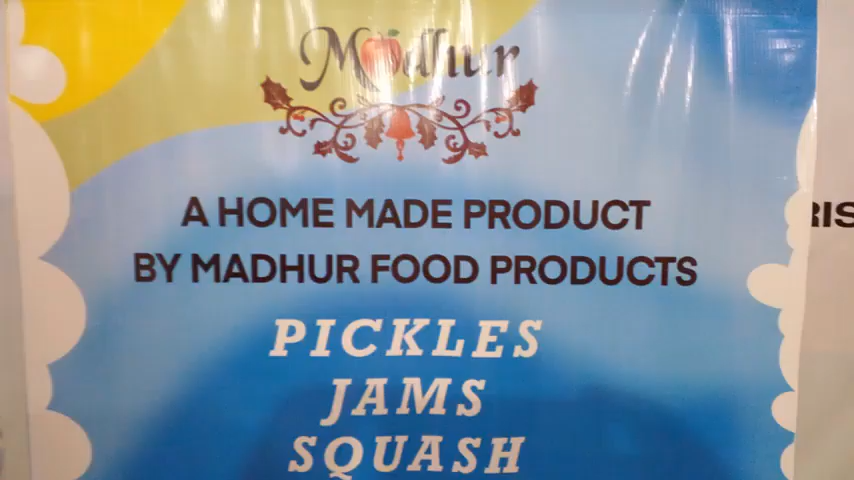 Madhur
A HOME MADE PRODUCT
BY MADHUR FOOD PRODUCTS
PICKLES
JAMS
SQUASH